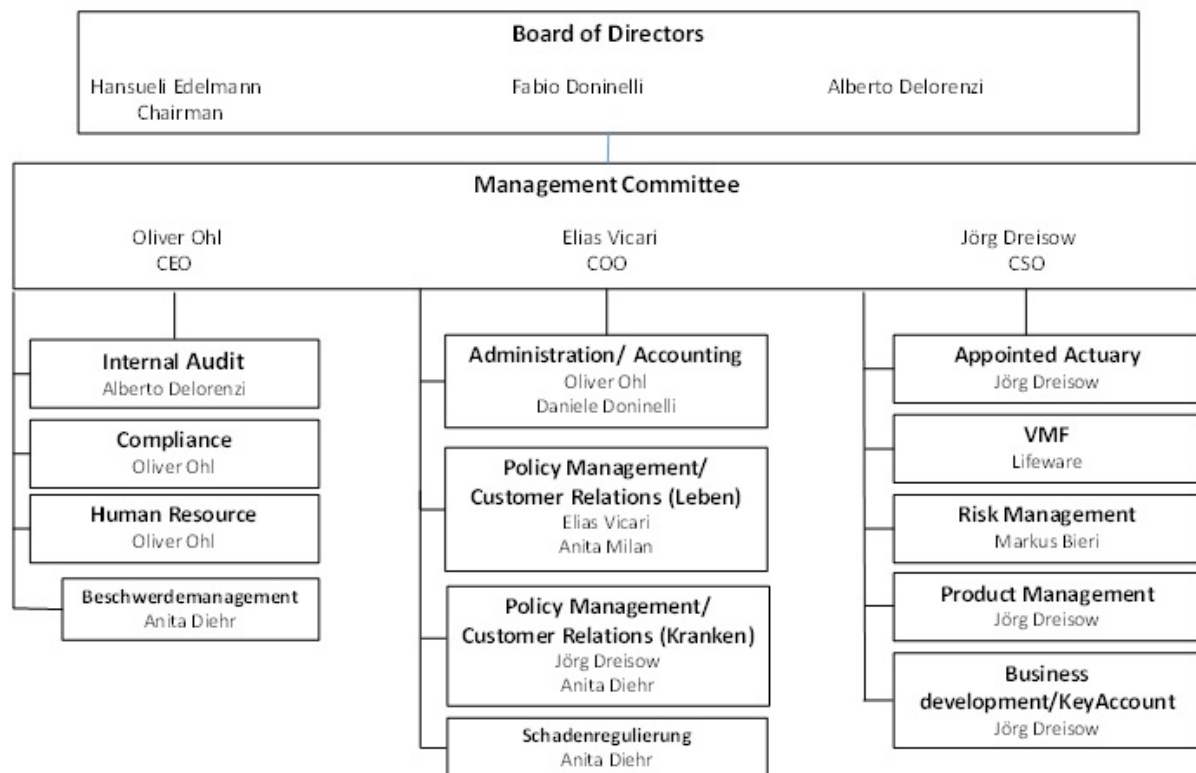 Board of Directors
Hansueli Edelmann
Chairman
Fabio Doninelli
Alberto Delorenzi
Management Committee
Oliver Ohl
CEO
Elias Vicari
COO
Jörg Dreisow
CSO
Internal Audit
Alberto Delorenzi
Compliance
Oliver Ohl
Human Resource
Oliver Ohl
Beschwerdemanagement
Anita Diehr
Administration/ Accounting
Oliver Ohl
Daniele Doninelli
Policy Management/
Customer Relations (Leben)
Elias Vicari
Anita Milan
Policy Management/
Customer Relations (Kranken)
Jörg Dreisow
Anita Diehr
Schadenregulierung
Anita Diehr
Appointed Actuary
Jörg Dreisow
VMF
Lifeware
Risk Management
Markus Bieri
Product Management
Jörg Dreisow
Business
development/KeyAccount
Jörg Dreisow